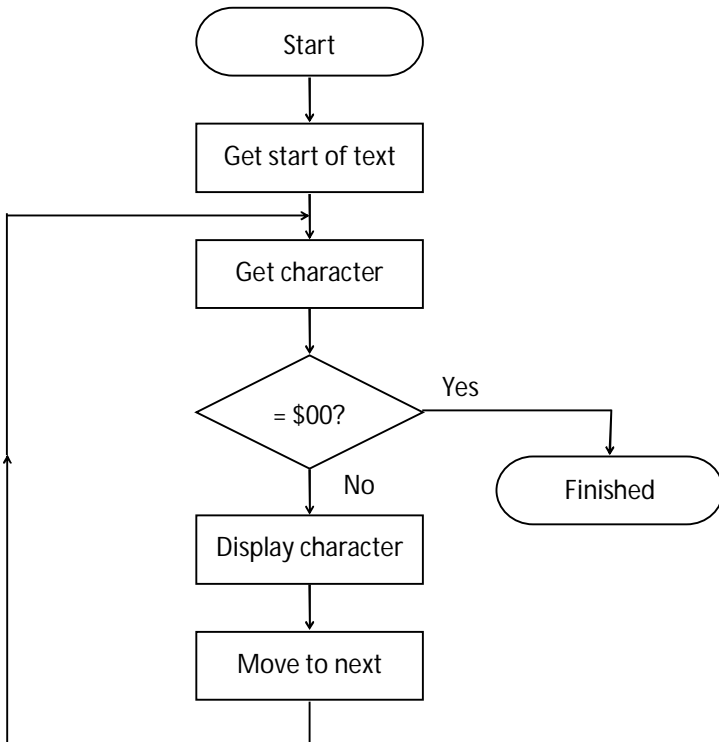 Start
Get start of text
Get character
= $00?
Yes
No
Finished
Display character
Move to next